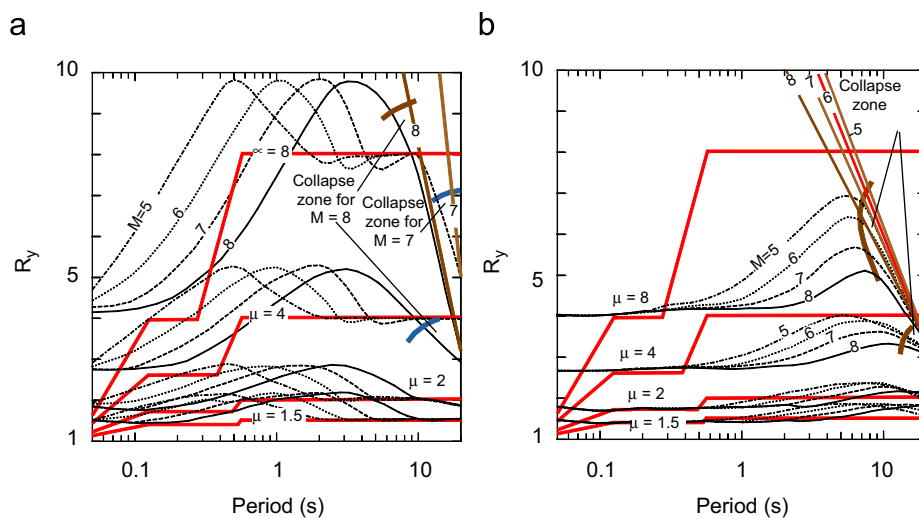 a
10
5
1
R_y
0.1
1
10
Period (s)
M=5
6
7
8
∝ = 8
Collapse
zone for
M = 8
Collapse
zone for
M = 7
8
7
μ = 4
μ = 2
μ = 1.5
b
10
5
1
R_y
0.1
1
10
Period (s)
8
7
6
5
Collapse
zone
M=5
6
7
8
μ = 8
5
6
7
8
μ = 4
μ = 2
μ = 1.5